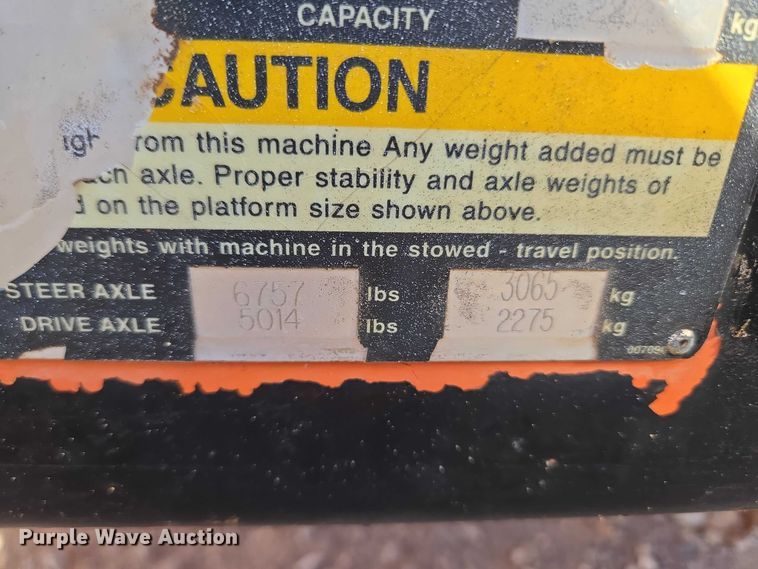 CAPACITY kg
CAUTION
from this machine Any weight added must be
axle. Proper stability and axle weights of
on the platform size shown above.
weights with machine in the stowed - travel position.
STEER AXLE 6757 lbs 3065 kg
DRIVE AXLE 5014 lbs 2275 kg
Purple Wave Auction